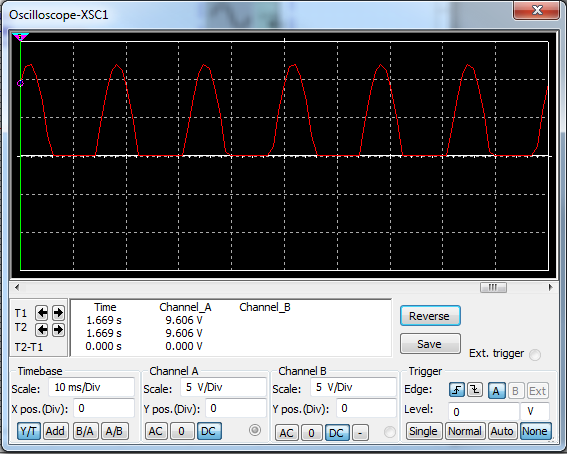 Oscilloscope-XSC1
T1
T2
T2-T1
Time Channel_A Channel_B
1.669 s 9.606 V
1.669 s 9.606 V
0.000 s 0.000 V
Reverse
Save
Ext. trigger
Timebase
Scale: 10 ms/Div
X pos.(Div): 0
Y/T Add B/A A/B
Channel A
Scale: 5 V/Div
Y pos.(Div): 0
AC 0 DC
Channel B
Scale: 5 V/Div
Y pos.(Div): 0
AC 0 DC -
Trigger
Edge: A B Ext
Level: 0 V
Single Normal Auto None